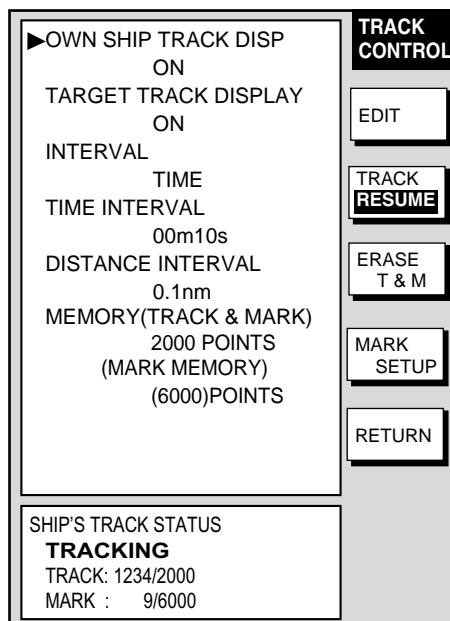 ▶OWN SHIP TRACK DISP
ON
TARGET TRACK DISPLAY
ON
INTERVAL
TIME
TIME INTERVAL
00m10s
DISTANCE INTERVAL
0.1nm
MEMORY(TRACK & MARK)
2000 POINTS
(MARK MEMORY)
(6000)POINTS
SHIP'S TRACK STATUS
TRACKING
TRACK: 1234/2000
MARK : 9/6000
TRACK
CONTROL
EDIT
TRACK
RESUME
ERASE
T & M
MARK
SETUP
RETURN